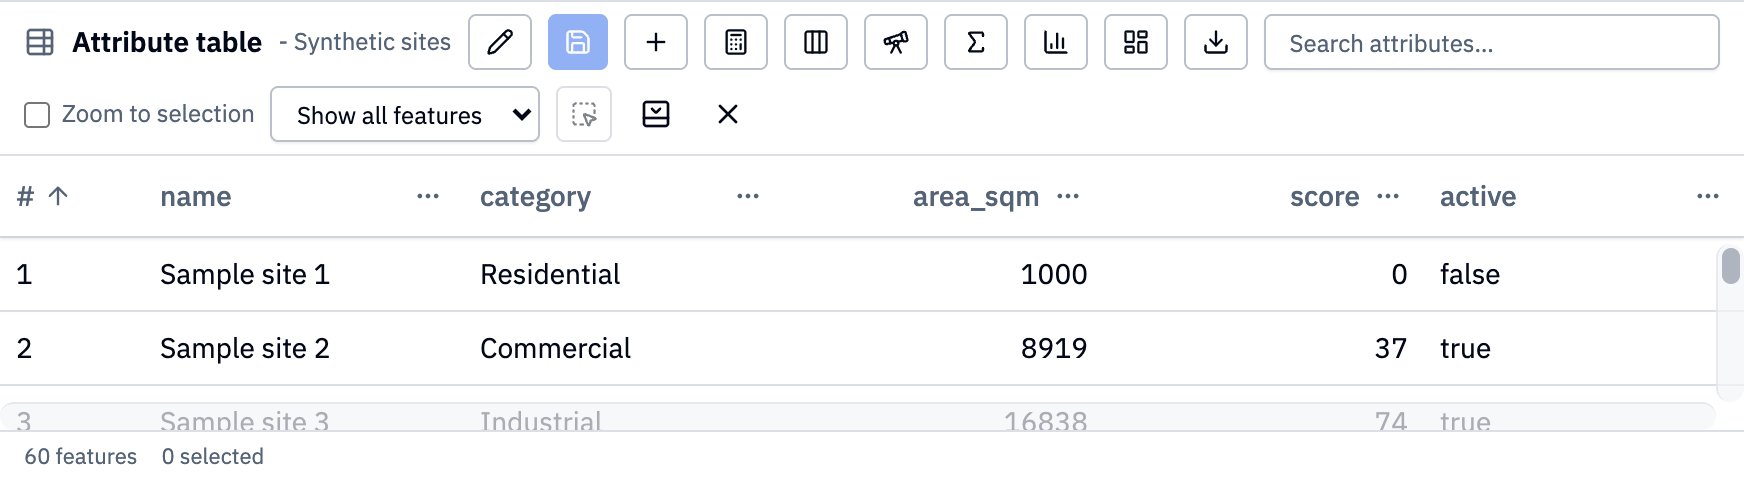 Attribute table - Synthetic sites Search attributes...
Zoom to selection Show all features
# name category area_sqm score active
1 Sample site 1 Residential 1000 0 false
2 Sample site 2 Commercial 8919 37 true
3 Sample site 3 Industrial 16838 74 true
60 features 0 selected